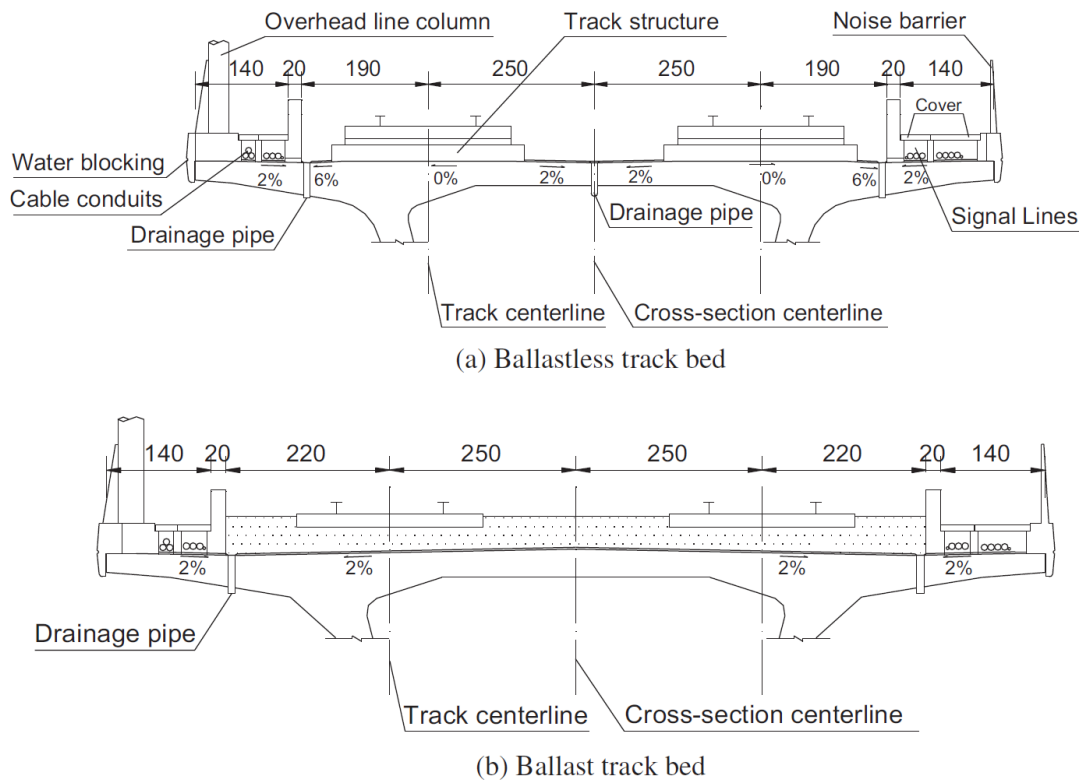 Overhead line column
Track structure
Noise barrier
140 20 190 250 250 190 20 140
Cover
Water blocking
Cable conduits
2% 6% 0% 2% 2% 0% 6% 2%
Drainage pipe
Drainage pipe
Signal Lines
Track centerline
Cross-section centerline
(a) Ballastless track bed
140 20 220 250 250 220 20 140
2% 2% 2% 2%
Drainage pipe
Track centerline
Cross-section centerline
(b) Ballast track bed